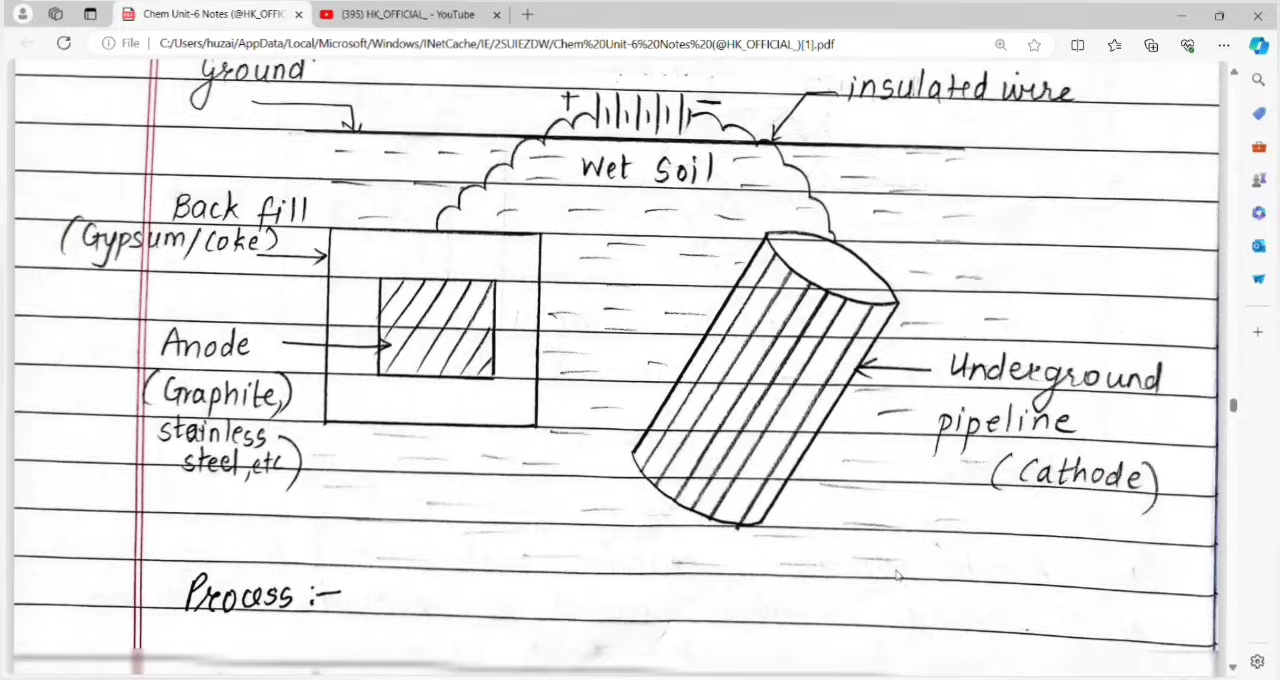 Chem Unit-6 Notes (@HK_OFFIC
(395) HK_OFFICIAL_ - YouTube
File
C:/Users/huzai/AppData/Local/Microsoft/Windows/INetCache/IE/2SUIEZDW/Chem%20Unit-6%20Notes%20(@HK_OFFICIAL_)[1].pdf
Ground
+
−
insulated wire
Wet Soil
Back fill
(Gypsum/Coke)
Anode
(Graphite,
stainless
steel, etc)
Underground
pipeline
(Cathode)
Process :-